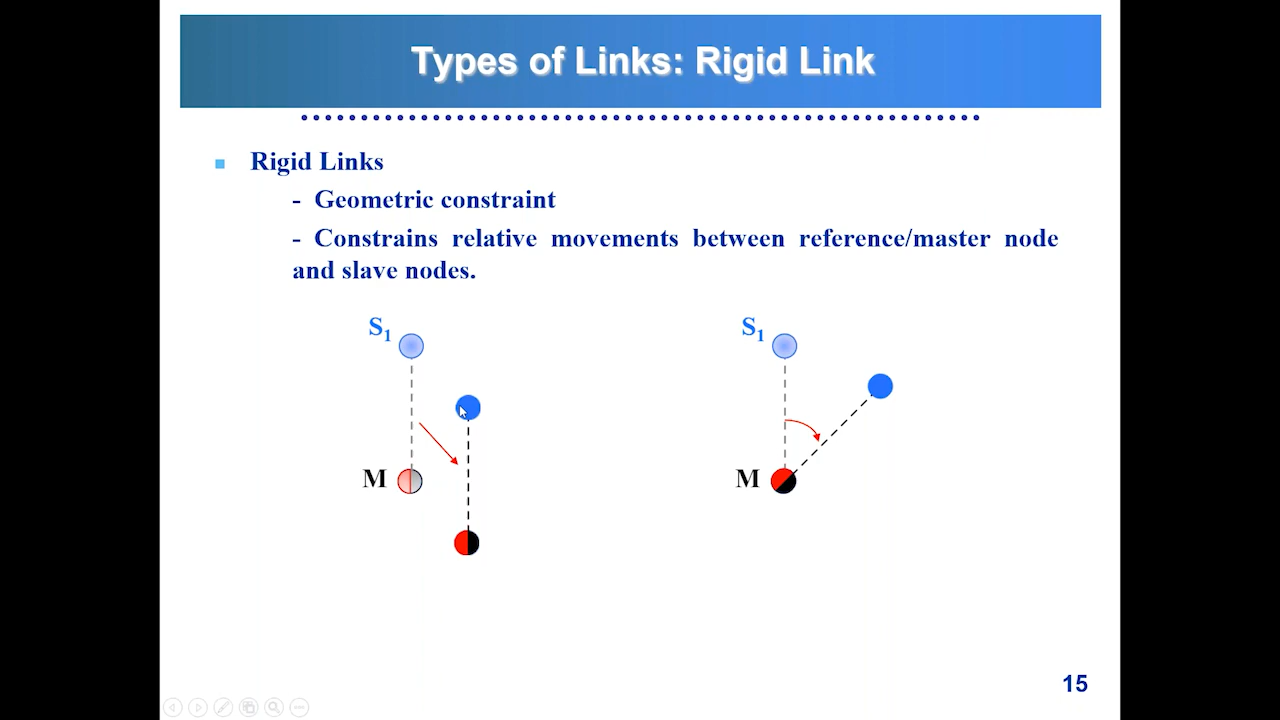 Types of Links: Rigid Link
Rigid Links
- Geometric constraint
- Constrains relative movements between reference/master node
and slave nodes.
S1
S1
M
M
15